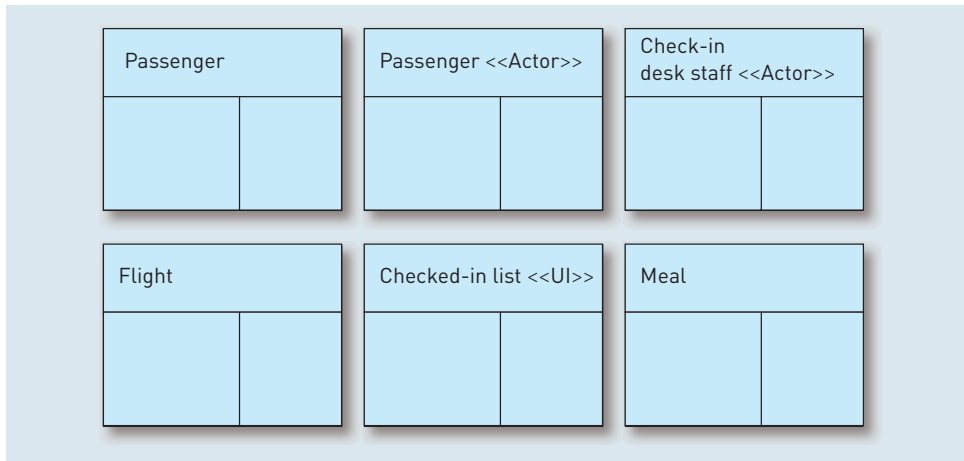 Passenger
Passenger <<Actor>>
Check-in
desk staff <<Actor>>
Flight
Checked-in list <<UI>>
Meal